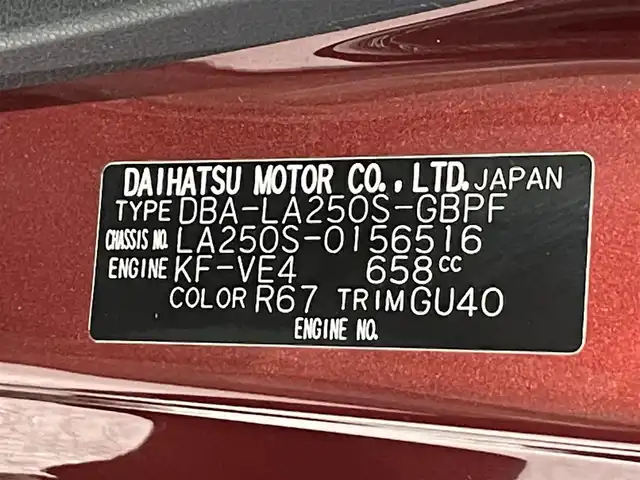 DAIHATSU MOTOR CO., LTD. JAPAN
TYPE DBA-LA250S-GBPF
CHASSIS NO. LA250S-0156516
ENGINE KF-VE4 658cc
COLOR R67 TRIM GU40
ENGINE NO.